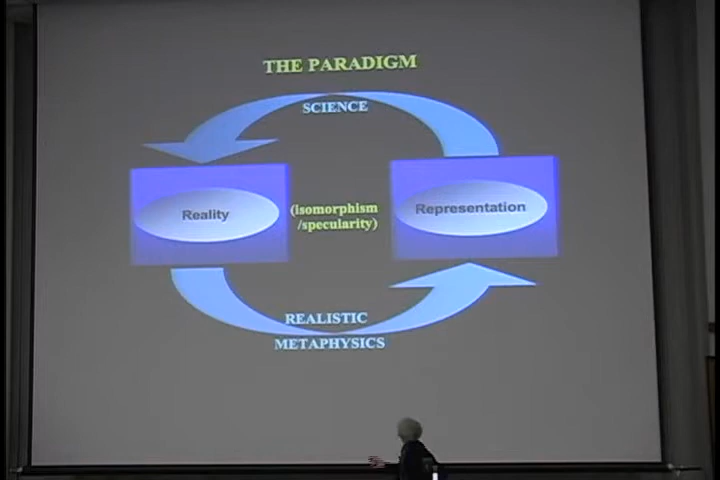 THE PARADIGM
SCIENCE
Reality
(isomorphism
/specularity)
Representation
REALISTIC
METAPHYSICS